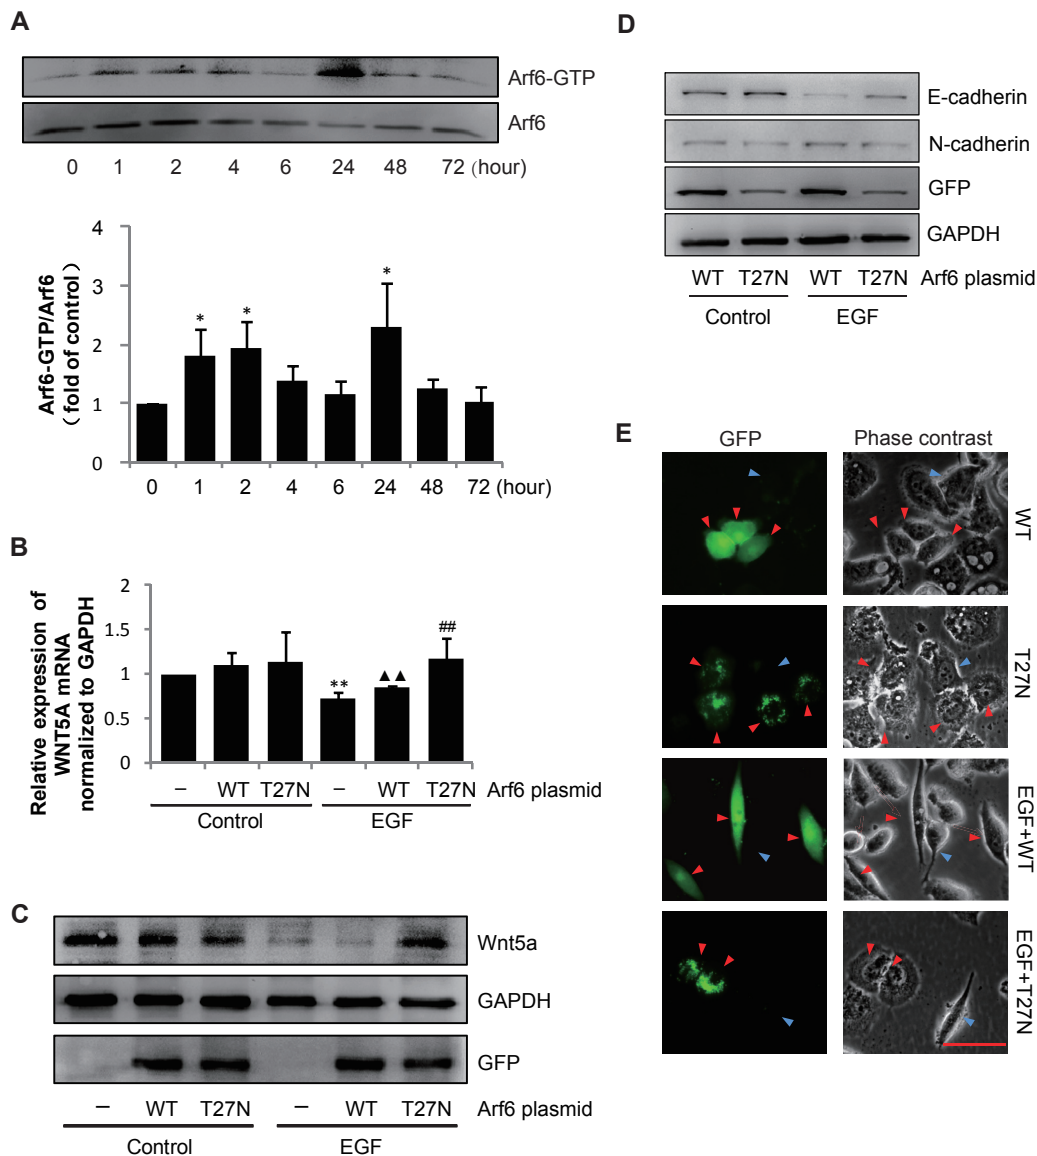 A
Arf6-GTP
Arf6
0 1 2 4 6 24 48 72 (hour)
Arf6-GTP/Arf6
(fold of control)
4
3
2
1
0
* * *
0 1 2 4 6 24 48 72 (hour)
B
Relative expression of
WNT5A mRNA
normalized to GAPDH
2
1.5
1
0.5
0
** ▲▲ ##
– WT T27N – WT T27N Arf6 plasmid
Control EGF
C
Wnt5a
GAPDH
GFP
– WT T27N – WT T27N Arf6 plasmid
Control EGF
D
E-cadherin
N-cadherin
GFP
GAPDH
WT T27N WT T27N Arf6 plasmid
Control EGF
E
GFP Phase contrast
WT
T27N
EGF+WT
EGF+T27N